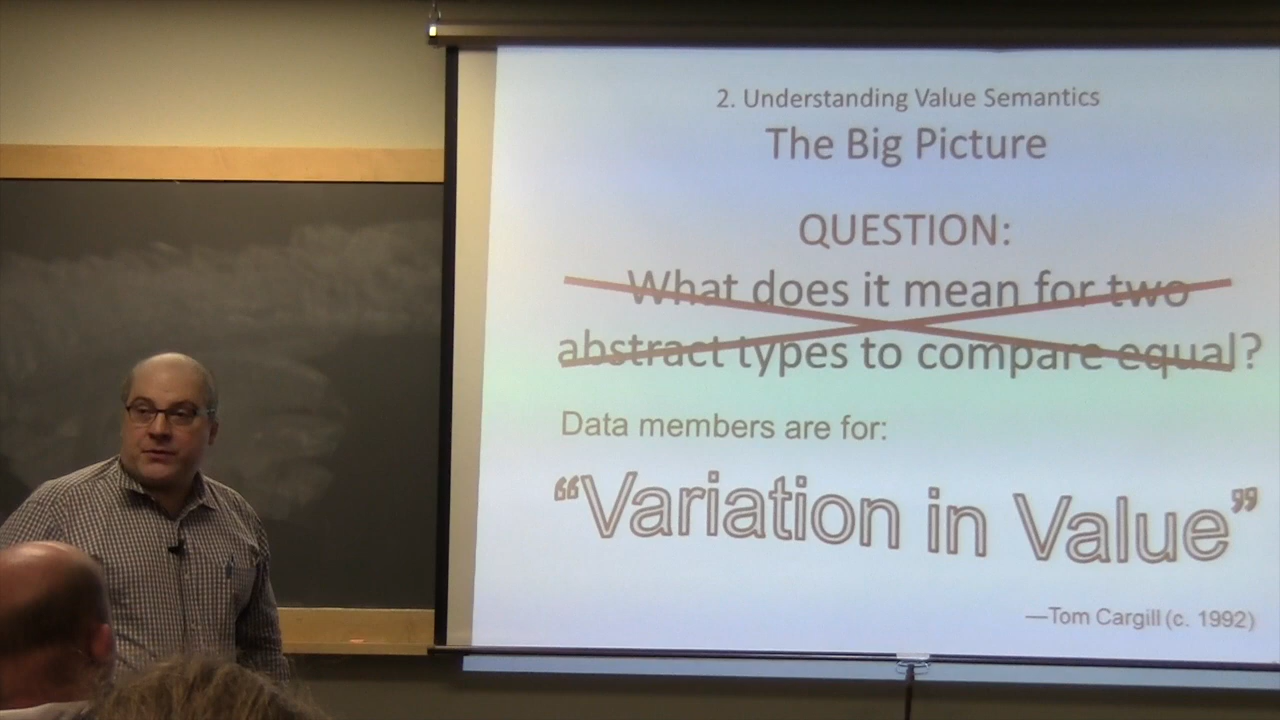 2. Understanding Value Semantics
The Big Picture
QUESTION:
What does it mean for two
abstract types to compare equal?
Data members are for:
“Variation in Value”
—Tom Cargill (c. 1992)